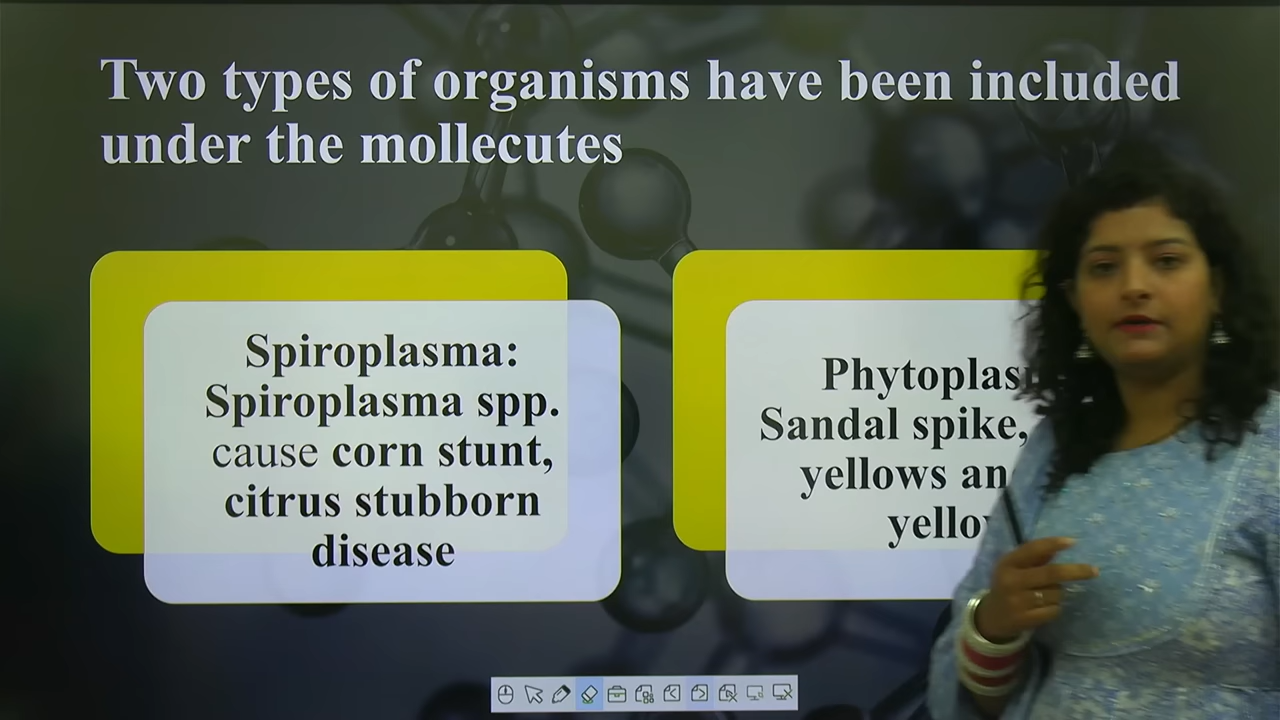 Two types of organisms have been included
under the mollecutes
Spiroplasma:
Spiroplasma spp.
cause corn stunt,
citrus stubborn
disease
Sandal spike,
yellows